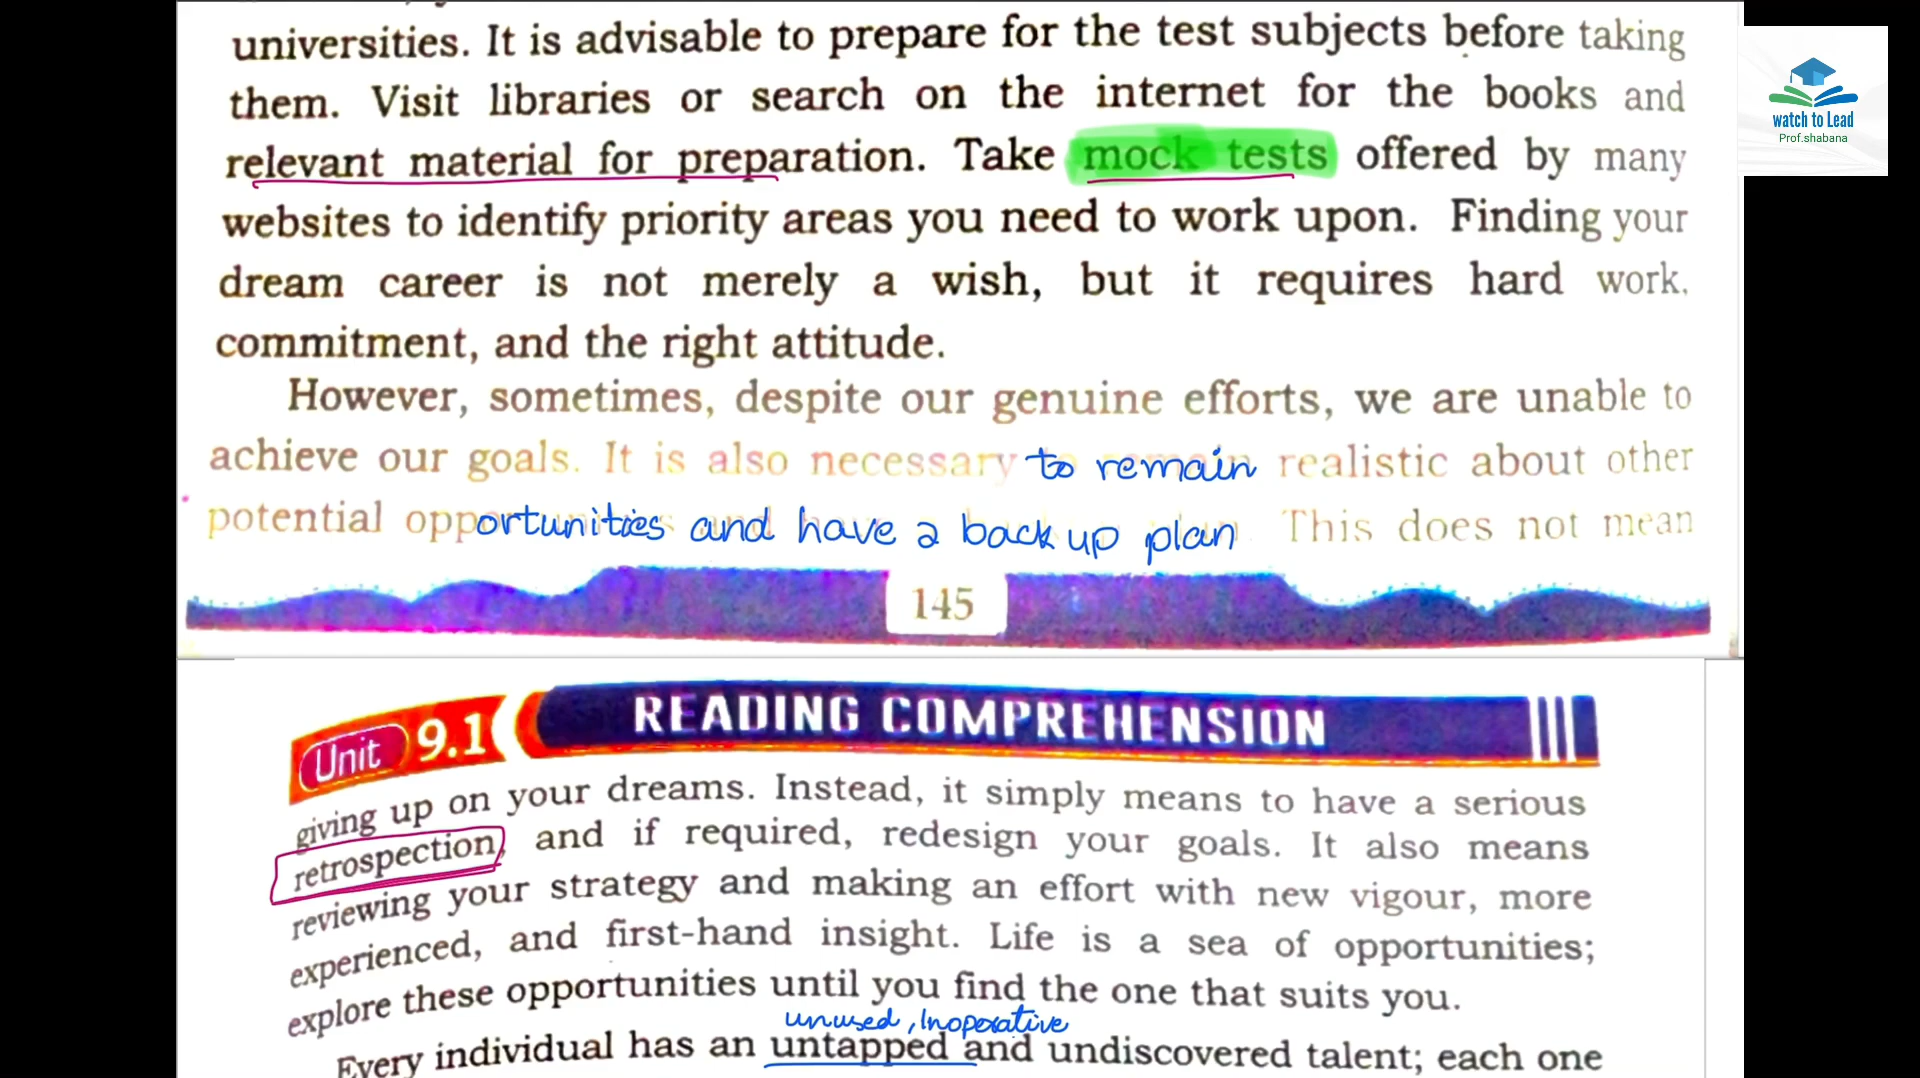 universities. It is advisable to prepare for the test subjects before taking
them. Visit libraries or search on the internet for the books and
relevant material for preparation. Take mock tests offered by many
websites to identify priority areas you need to work upon. Finding your
dream career is not merely a wish, but it requires hard work,
commitment, and the right attitude.
However, sometimes, despite our genuine efforts, we are unable to
achieve our goals. It is also necessary to remain realistic about other
potential opportunities and have a back up plan This does not mean
145
Unit 9.1 READING COMPREHENSION
giving up on your dreams. Instead, it simply means to have a serious
retrospection, and if required, redesign your goals. It also means
reviewing your strategy and making an effort with new vigour, more
experienced, and first-hand insight. Life is a sea of opportunities;
explore these opportunities until you find the one that suits you.
unused, Inoperative
Every individual has an untapped and undiscovered talent; each one
watch to Lead
Prof.shabana